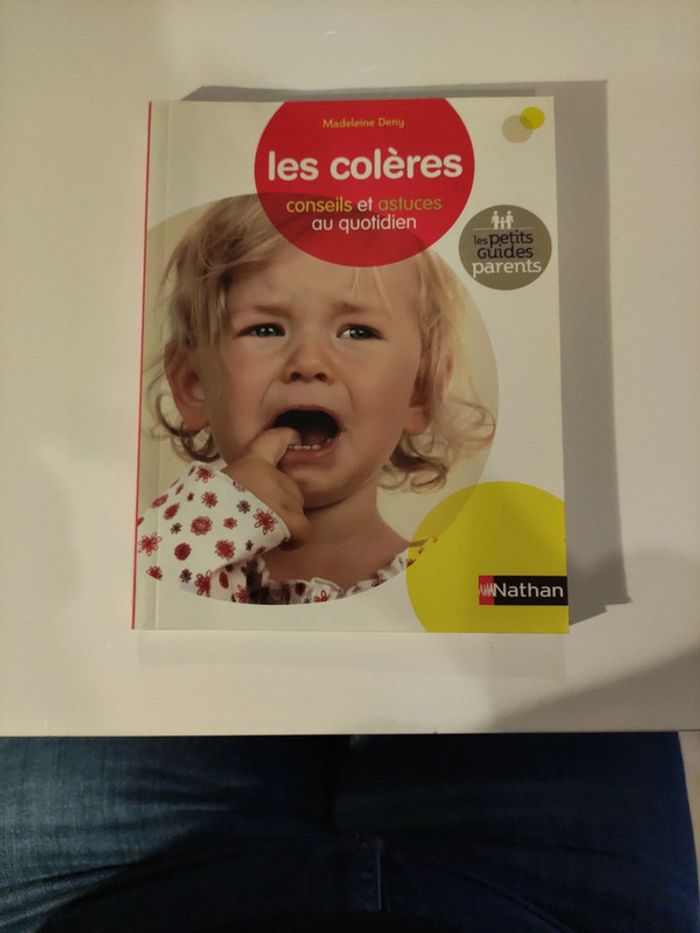 Madeleine Deny
les colères
conseils et astuces
au quotidien
les petits
GUIDES
parents
Nathan